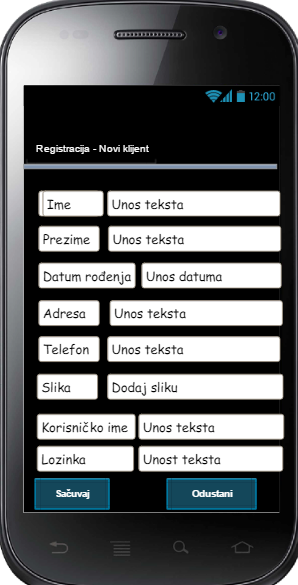 12:00
Registracija - Novi klijent
Ime Unos teksta
Prezime Unos teksta
Datum rođenja Unos datuma
Adresa Unos teksta
Telefon Unos teksta
Slika Dodaj sliku
Korisničko ime Unos teksta
Lozinka Unost teksta
Sačuvaj Odustani